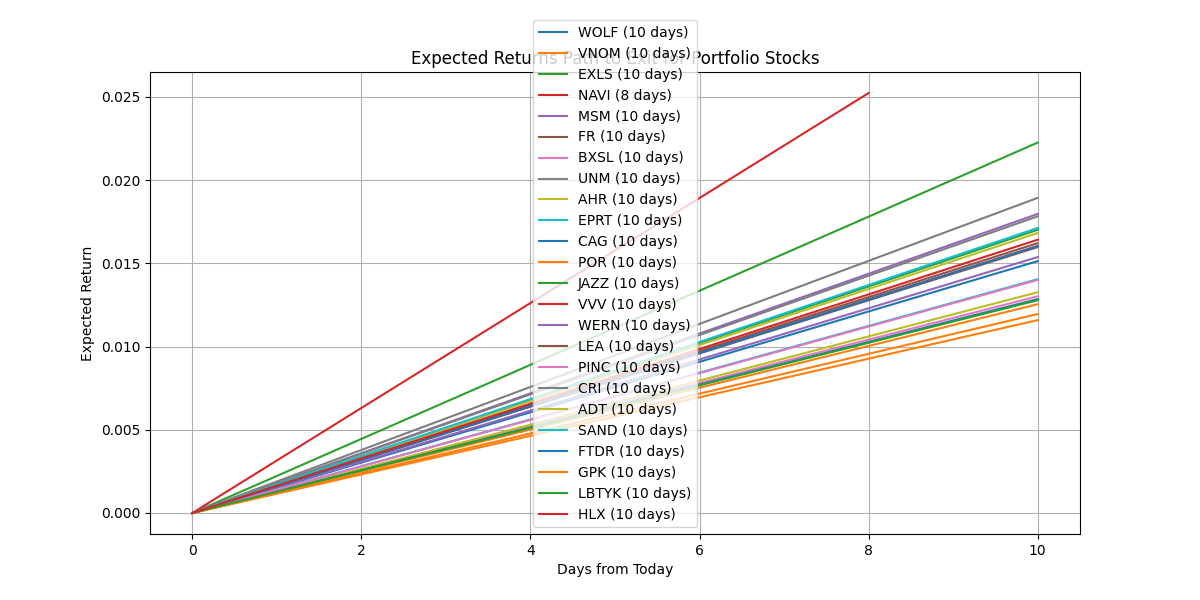 Expected Returns Path to Exit for Portfolio Stocks
WOLF (10 days)
VNOM (10 days)
EXLS (10 days)
NAVI (8 days)
MSM (10 days)
FR (10 days)
BXSL (10 days)
UNM (10 days)
AHR (10 days)
EPRT (10 days)
CAG (10 days)
POR (10 days)
JAZZ (10 days)
VVV (10 days)
WERN (10 days)
LEA (10 days)
PINC (10 days)
CRI (10 days)
ADT (10 days)
SAND (10 days)
FTDR (10 days)
GPK (10 days)
LBTYK (10 days)
HLX (10 days)
Expected Return
0.025
0.020
0.015
0.010
0.005
0.000
0 2 4 6 8 10
Days from Today